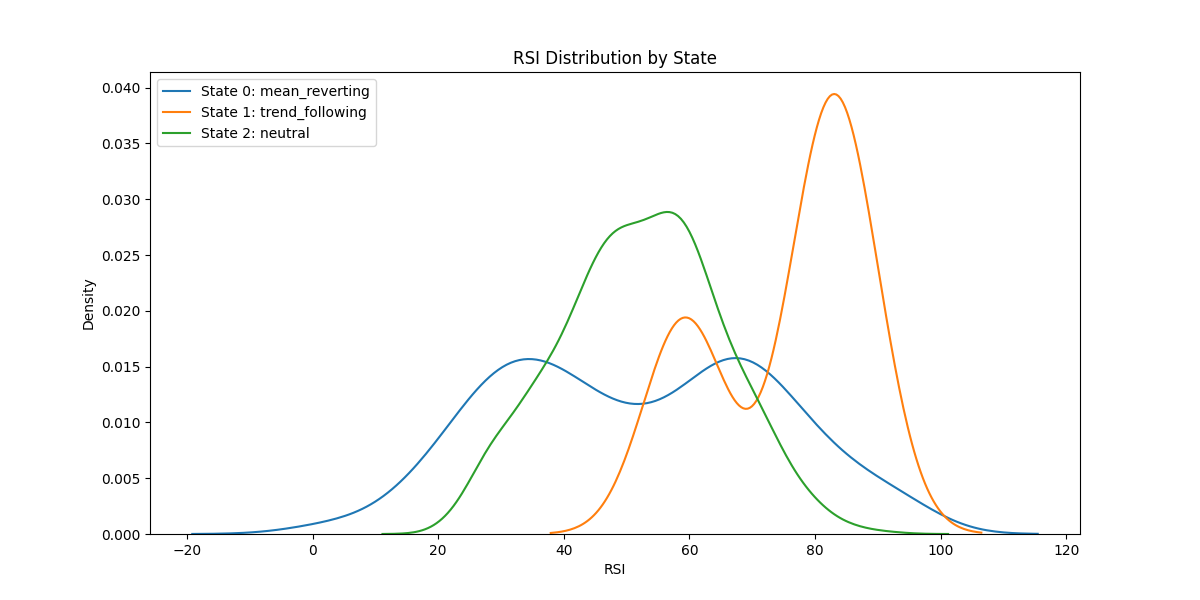 RSI Distribution by State
State 0: mean_reverting
State 1: trend_following
State 2: neutral
0.040
0.035
0.030
0.025
0.020
0.015
0.010
0.005
0.000
Density
−20
0
20
40
60
80
100
120
RSI